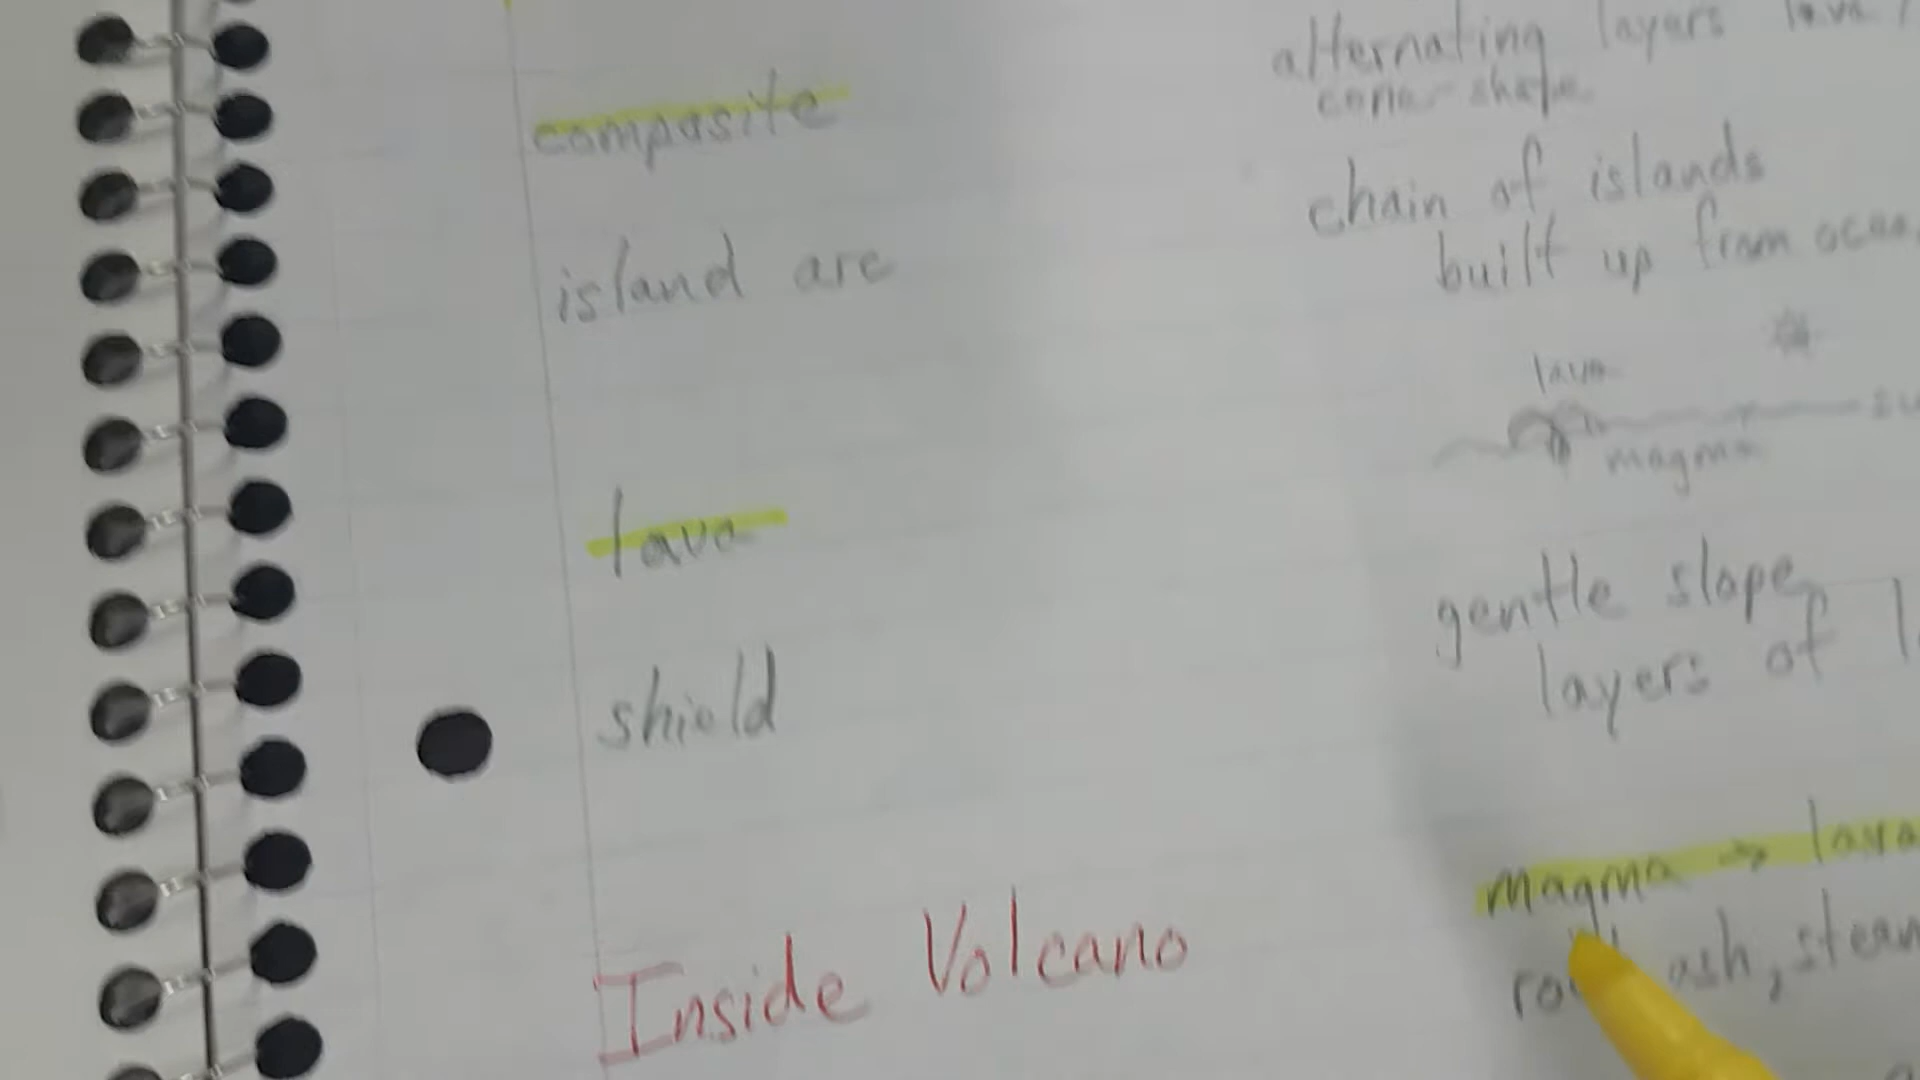 alternating layers lava
composite
cone-shape
chain of islands
island arc
built up from ocean
lava
magma
lava
gentle slope
shield
layers of
magma → lava
Inside Volcano
ash, steam